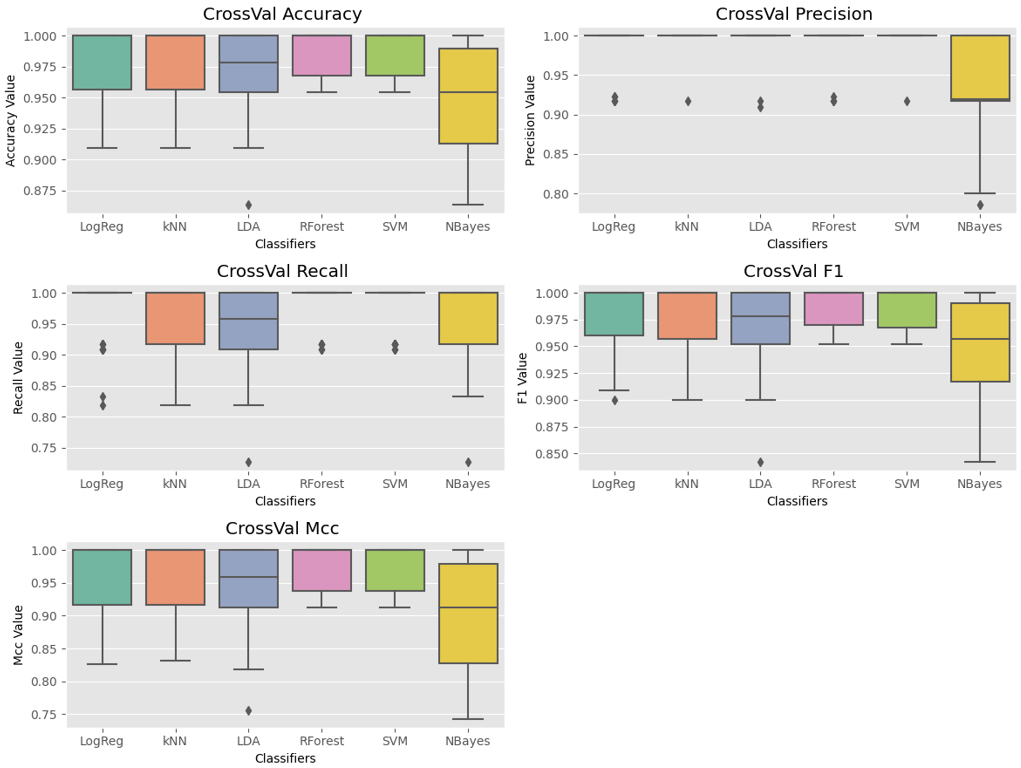 CrossVal Accuracy
1.000
0.975
0.950
0.925
0.900
0.875
Accuracy Value
LogReg kNN LDA RForest SVM NBayes
Classifiers
CrossVal Precision
1.00
0.95
0.90
0.85
0.80
Precision Value
LogReg kNN LDA RForest SVM NBayes
Classifiers
CrossVal Recall
1.00
0.95
0.90
0.85
0.80
0.75
Recall Value
LogReg kNN LDA RForest SVM NBayes
Classifiers
CrossVal F1
1.000
0.975
0.950
0.925
0.900
0.875
0.850
F1 Value
LogReg kNN LDA RForest SVM NBayes
Classifiers
CrossVal Mcc
1.00
0.95
0.90
0.85
0.80
0.75
Mcc Value
LogReg kNN LDA RForest SVM NBayes
Classifiers